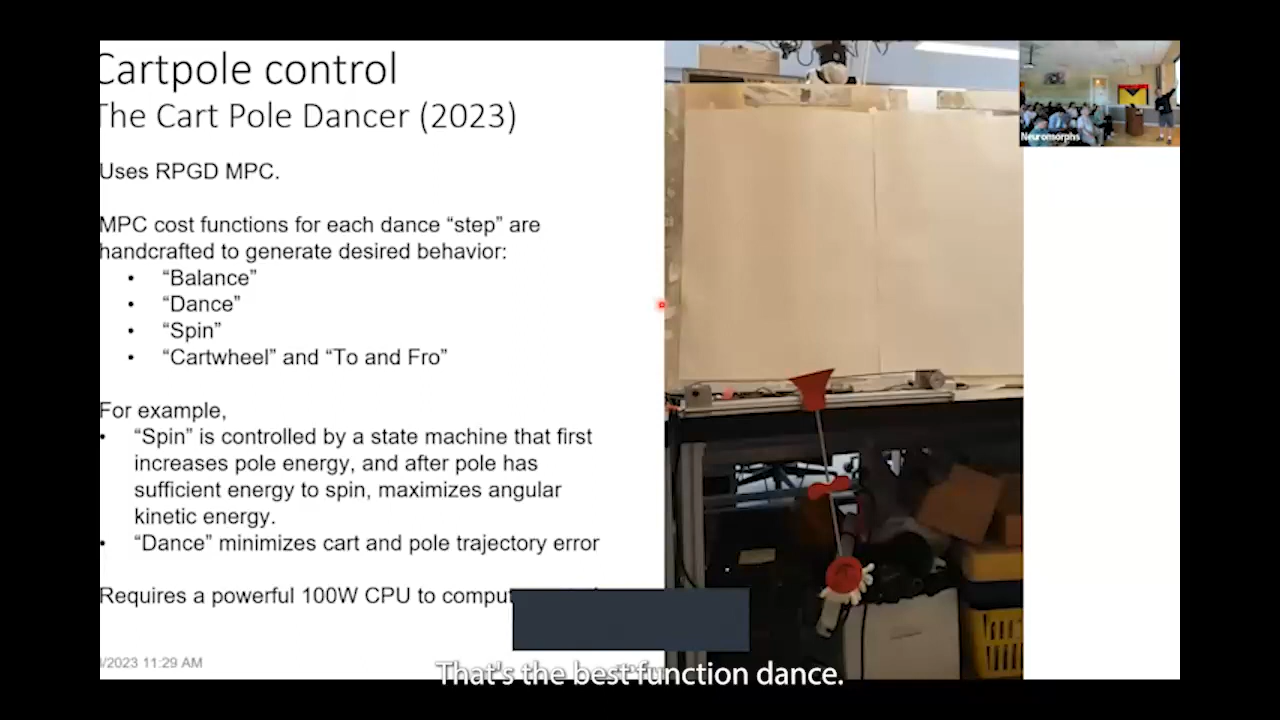 Cartpole control
The Cart Pole Dancer (2023)
Uses RPGD MPC.
MPC cost functions for each dance “step” are
handcrafted to generate desired behavior:
• “Balance”
• “Dance”
• “Spin”
• “Cartwheel” and “To and Fro”
For example,
• “Spin” is controlled by a state machine that first
increases pole energy, and after pole has
sufficient energy to spin, maximizes angular
kinetic energy.
• “Dance” minimizes cart and pole trajectory error
Requires a powerful 100W CPU to comput
/2023 11:29 AM
Neuromorphs
That's the best function dance.